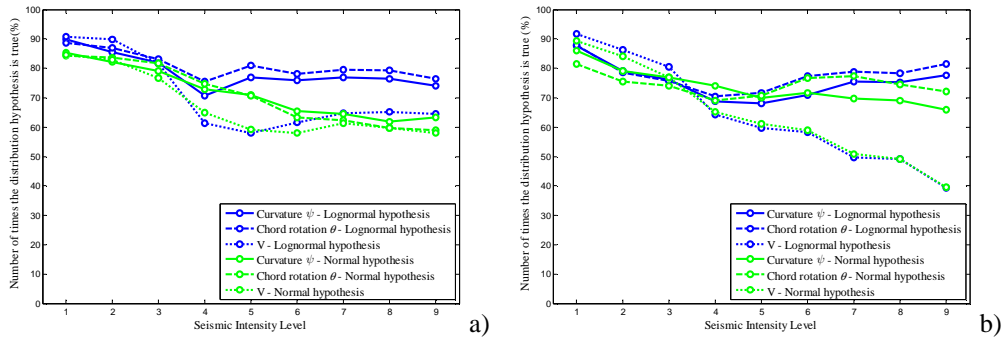 Number of times the distribution hypothesis is true (%)
100
90
80
70
60
50
40
30
20
10
0
Curvature ψ - Lognormal hypothesis
Chord rotation θ - Lognormal hypothesis
V - Lognormal hypothesis
Curvature ψ - Normal hypothesis
Chord rotation θ - Normal hypothesis
V - Normal hypothesis
1 2 3 4 5 6 7 8 9
Seismic Intensity Level
a)
Number of times the distribution hypothesis is true (%)
100
90
80
70
60
50
40
30
20
10
0
Curvature ψ - Lognormal hypothesis
Chord rotation θ - Lognormal hypothesis
V - Lognormal hypothesis
Curvature ψ - Normal hypothesis
Chord rotation θ - Normal hypothesis
V - Normal hypothesis
1 2 3 4 5 6 7 8 9
Seismic Intensity Level
b)